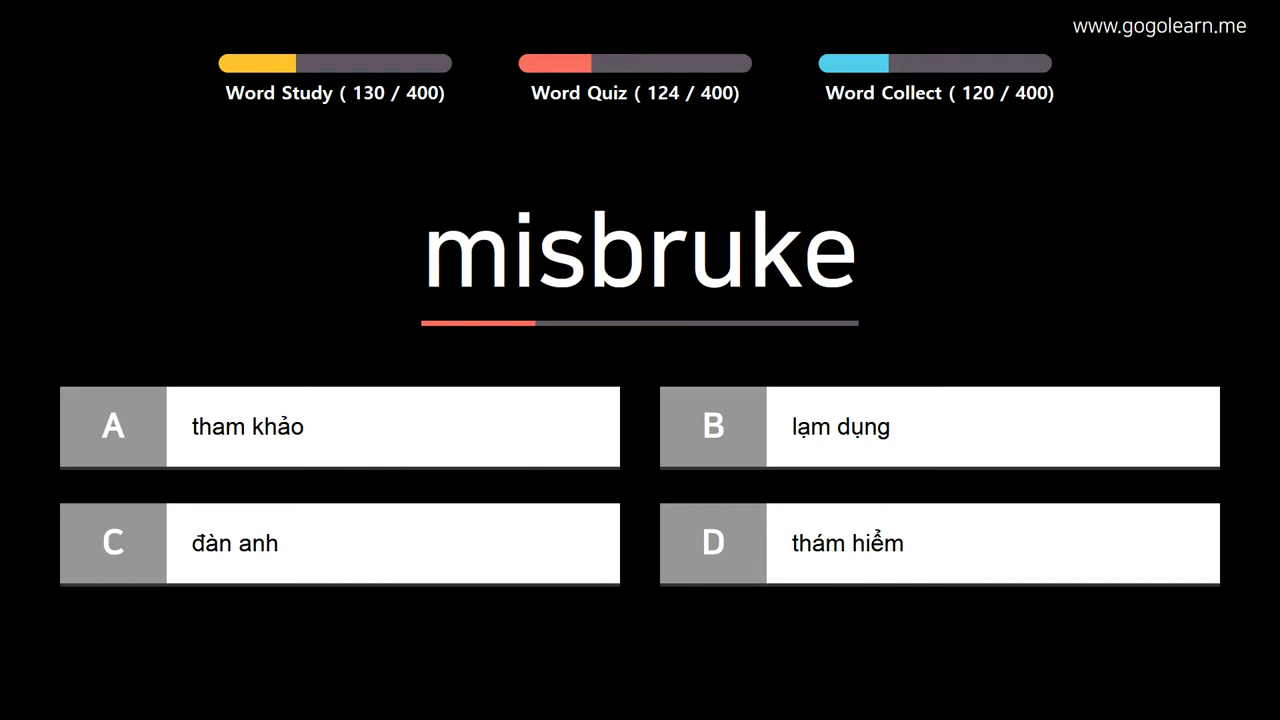 www.gogolearn.me
Word Study ( 130 / 400)
Word Quiz ( 124 / 400)
Word Collect ( 120 / 400)
misbruke
A tham khảo
B lạm dụng
C đàn anh
D thám hiểm